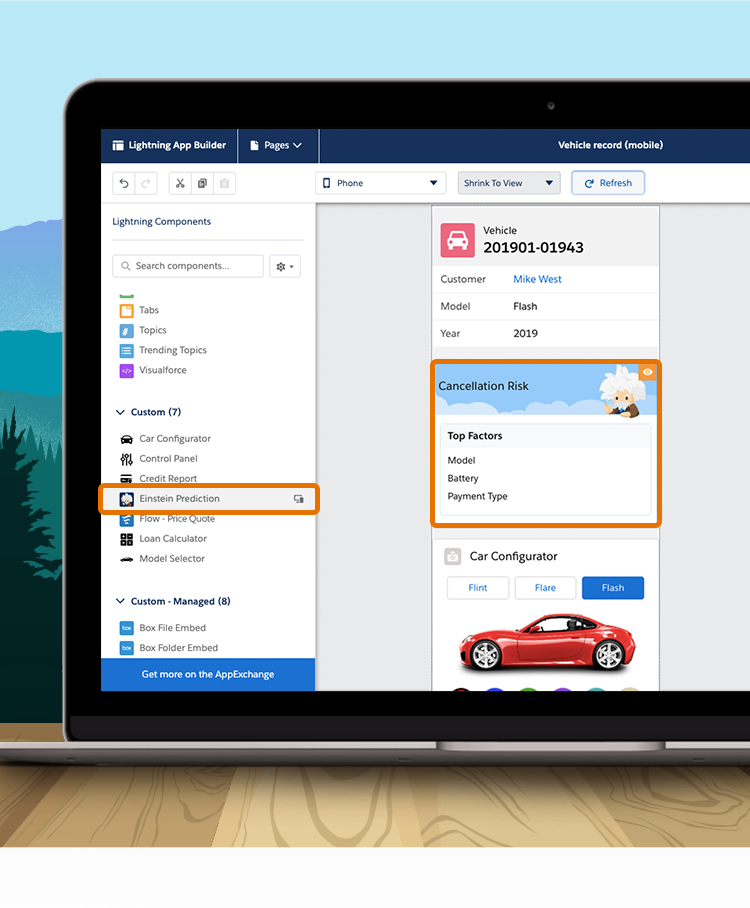 Lightning App Builder
Pages
Vehicle record (mobile)
Phone
Shrink To View
Refresh
Lightning Components
Search components...
Tabs
Topics
Trending Topics
Visualforce
Custom (7)
Car Configurator
Control Panel
Credit Report
Einstein Prediction
Flow - Price Quote
Loan Calculator
Model Selector
Custom - Managed (8)
box Box File Embed
box Box Folder Embed
Get more on the AppExchange
Vehicle
201901-01943
Customer Mike West
Model Flash
Year 2019
Cancellation Risk
Top Factors
Model
Battery
Payment Type
Car Configurator
Flint Flare Flash